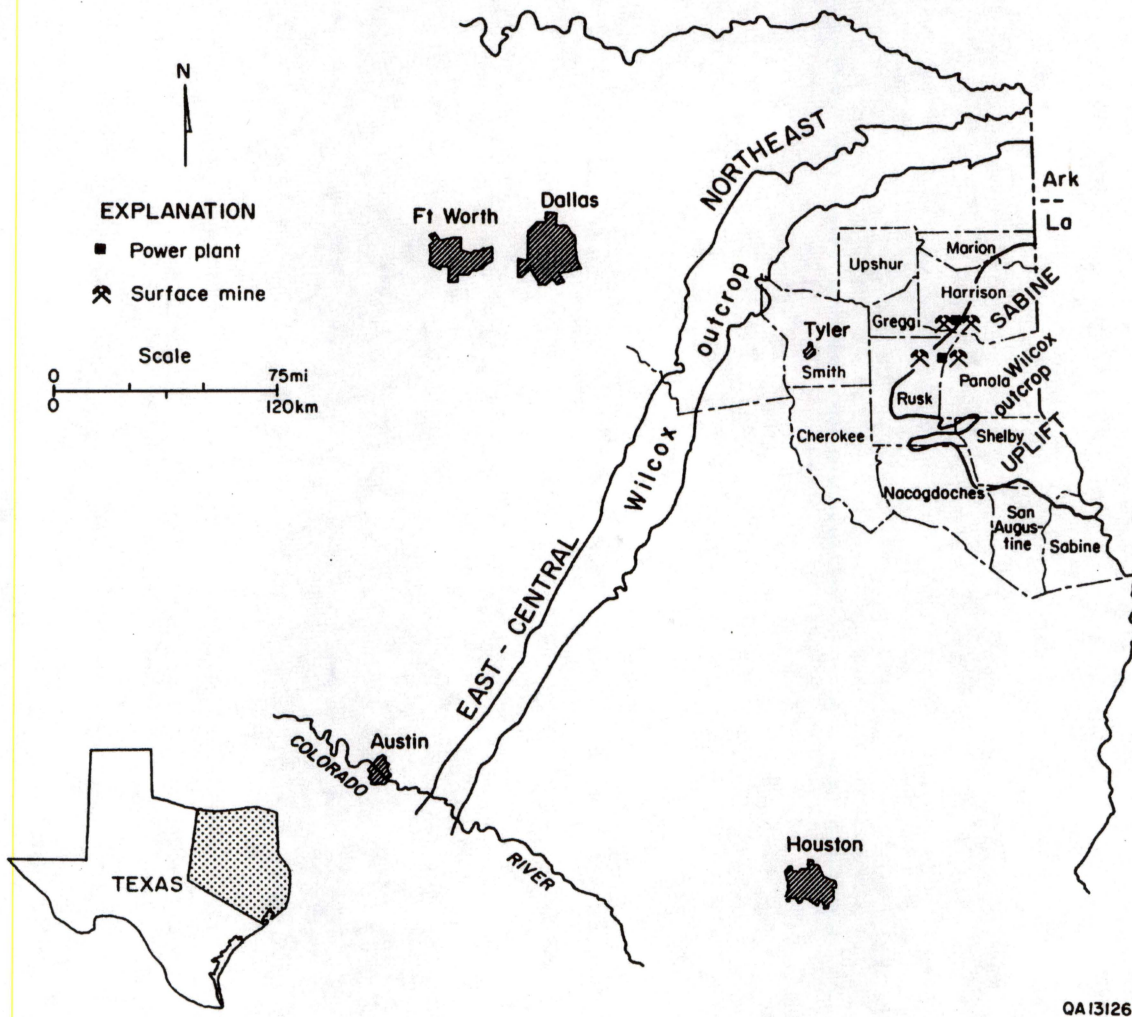 N
EXPLANATION
Power plant
Surface mine
Scale
0 75mi
0 120km
Ft Worth
Dallas
NORTHEAST
Ark
La
Upshur
Marion
Harrison
SABINE
Gregg
Tyler
Smith
Rusk
Panola
Wilcox
outcrop
Cherokee
Shelby
UPLIFT
Nacogdoches
San
Augus-
tine
Sabine
Wilcox
outcrop
EAST - CENTRAL
Austin
COLORADO
RIVER
Houston
TEXAS
QA13126